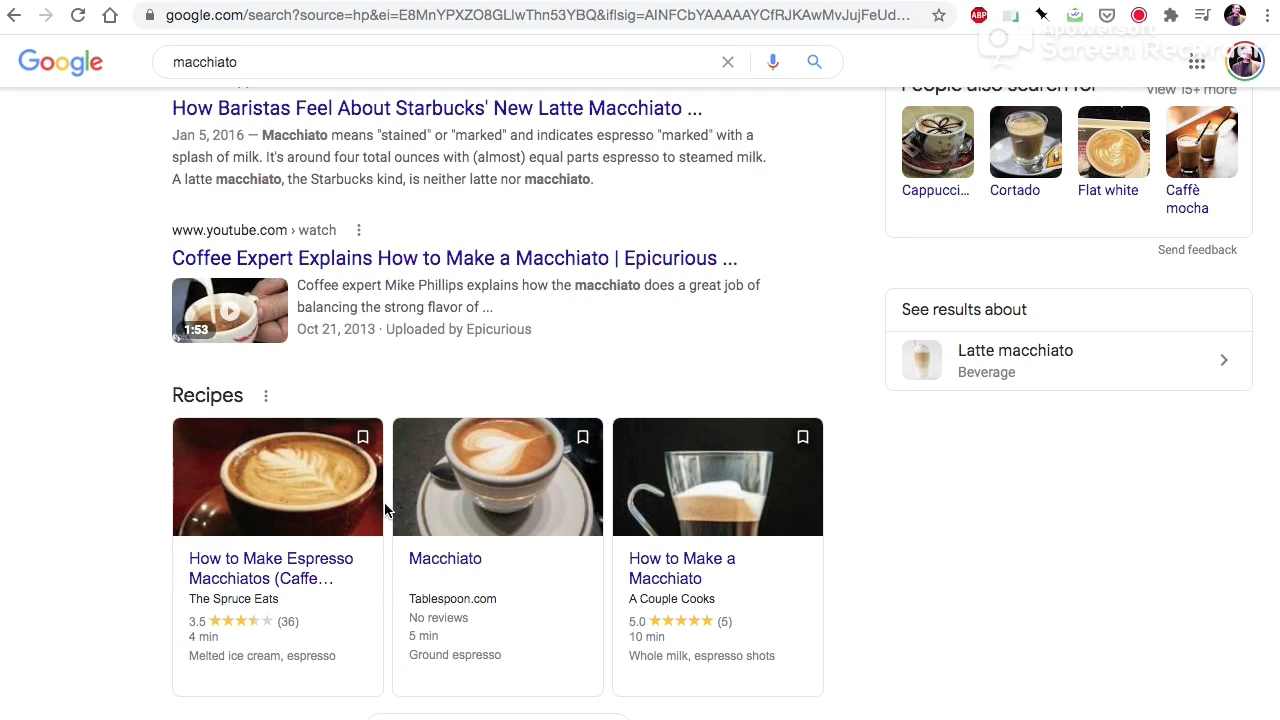 google.com/search?source=hp&ei=E8MnYPXZO8GLlwThn53YBQ&iflsig=AINFCbYAAAAAYCfRJKAwMvJujFeUd...
ABP
Apowersoft
Screen Recorder
Google
macchiato
How Baristas Feel About Starbucks' New Latte Macchiato ...
Jan 5, 2016 — Macchiato means "stained" or "marked" and indicates espresso "marked" with a
splash of milk. It's around four total ounces with (almost) equal parts espresso to steamed milk.
A latte macchiato, the Starbucks kind, is neither latte nor macchiato.
www.youtube.com › watch
Coffee Expert Explains How to Make a Macchiato | Epicurious ...
1:53
Coffee expert Mike Phillips explains how the macchiato does a great job of
balancing the strong flavor of ...
Oct 21, 2013 · Uploaded by Epicurious
Recipes
How to Make Espresso
Macchiatos (Caffe…
The Spruce Eats
3.5 (36)
4 min
Melted ice cream, espresso
Macchiato
Tablespoon.com
No reviews
5 min
Ground espresso
How to Make a
Macchiato
A Couple Cooks
5.0 (5)
10 min
Whole milk, espresso shots
People also search for
View 15+ more
Cappucci...
Cortado
Flat white
Caffè
mocha
Send feedback
See results about
Latte macchiato
Beverage